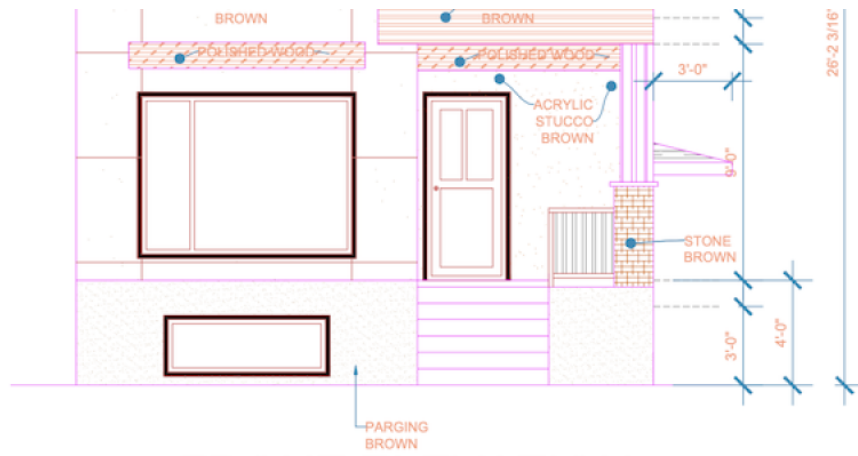 BROWN
BROWN
POLISHED WOOD
POLISHED WOOD
3'-0"
26'-2 3/16"
ACRYLIC
STUCCO
BROWN
9'-0"
STONE
BROWN
3'-0"
4'-0"
PARGING
BROWN